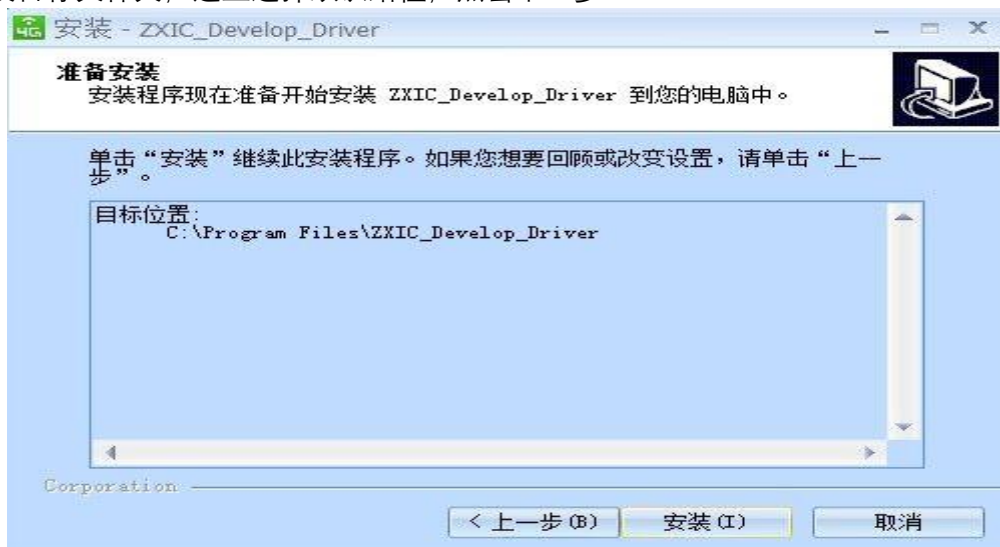 安装 - ZXIC_Develop_Driver
准备安装
安装程序现在准备开始安装 ZXIC_Develop_Driver 到您的电脑中。
单击“安装”继续此安装程序。如果您想要回顾或改变设置，请单击“上一
步”。
目标位置:
C:\Program Files\ZXIC_Develop_Driver
Corporation
< 上一步(B)
安装(I)
取消